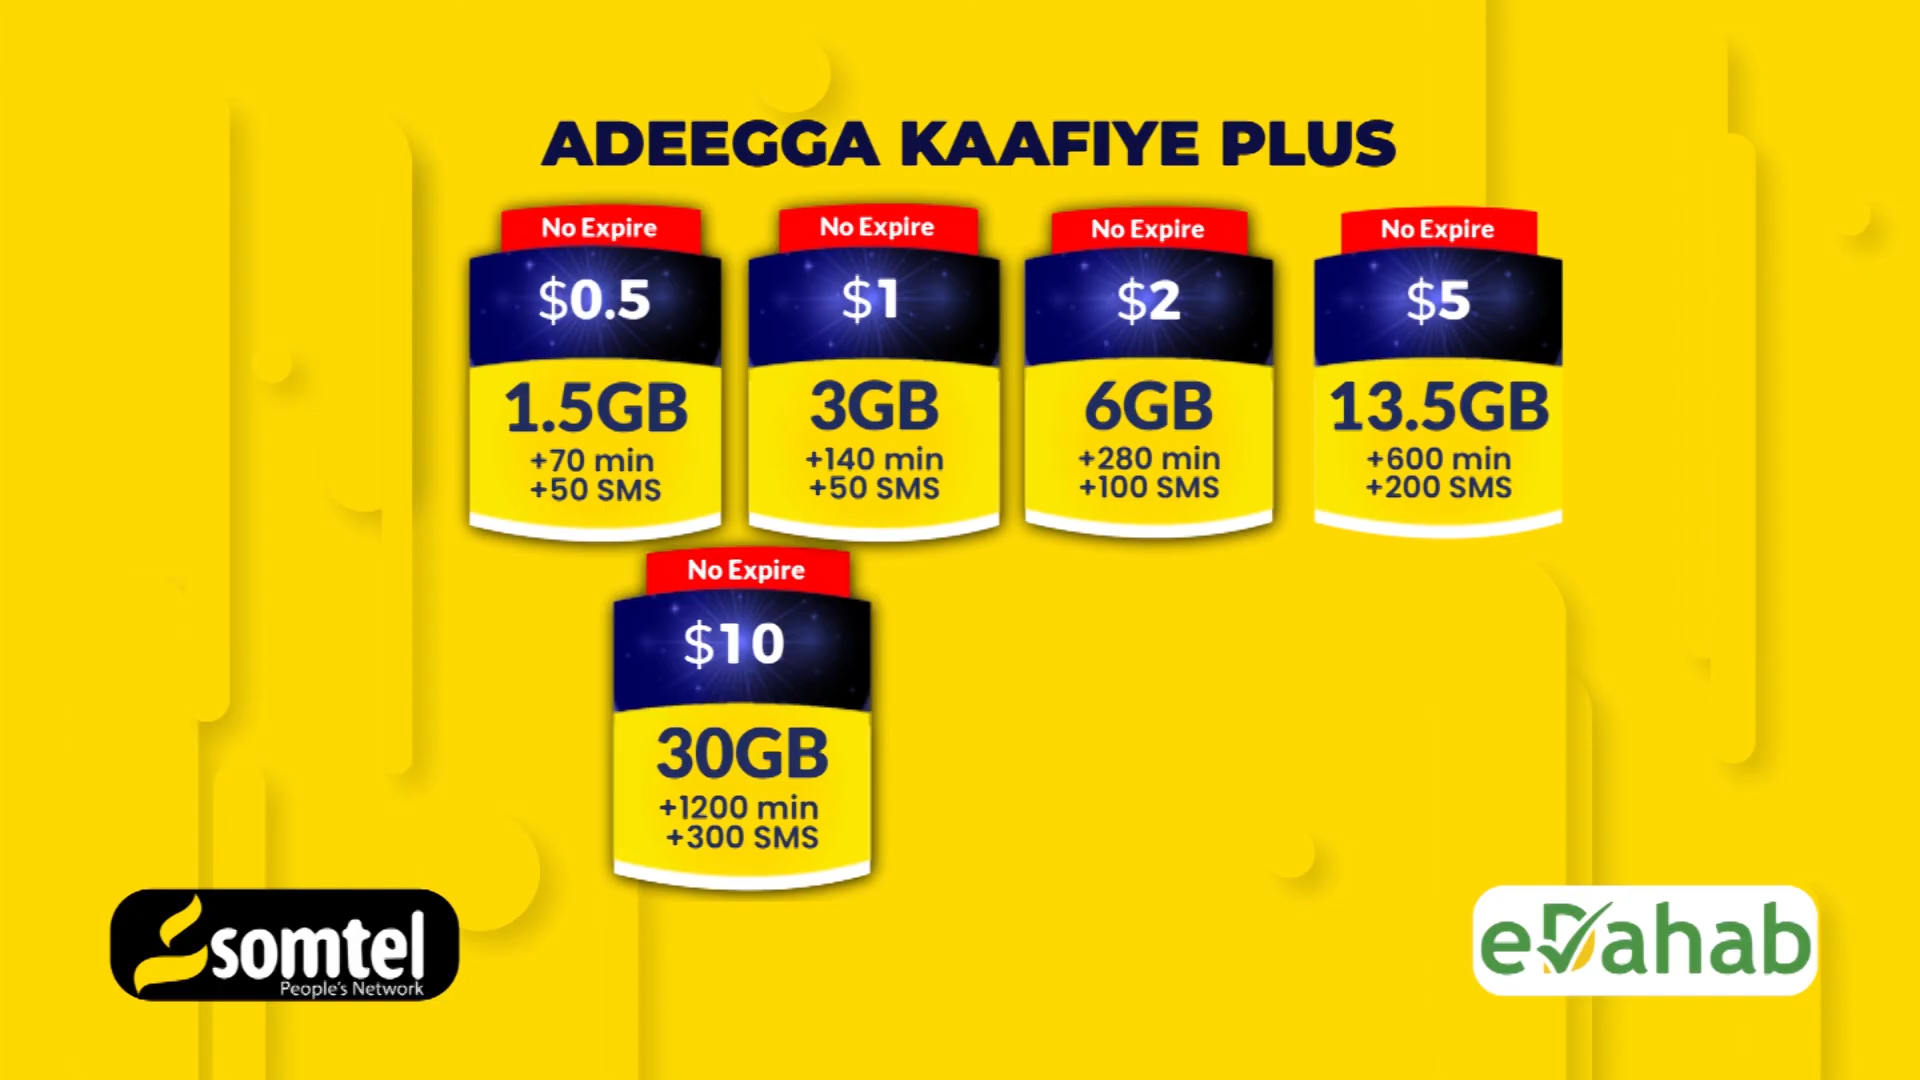 ADEEGGA KAAFIYE PLUS
No Expire
$0.5
1.5GB
+70 min
+50 SMS
No Expire
$1
3GB
+140 min
+50 SMS
No Expire
$2
6GB
+280 min
+100 SMS
No Expire
$5
13.5GB
+600 min
+200 SMS
No Expire
$10
30GB
+1200 min
+300 SMS
somtel
People's Network
eDahab